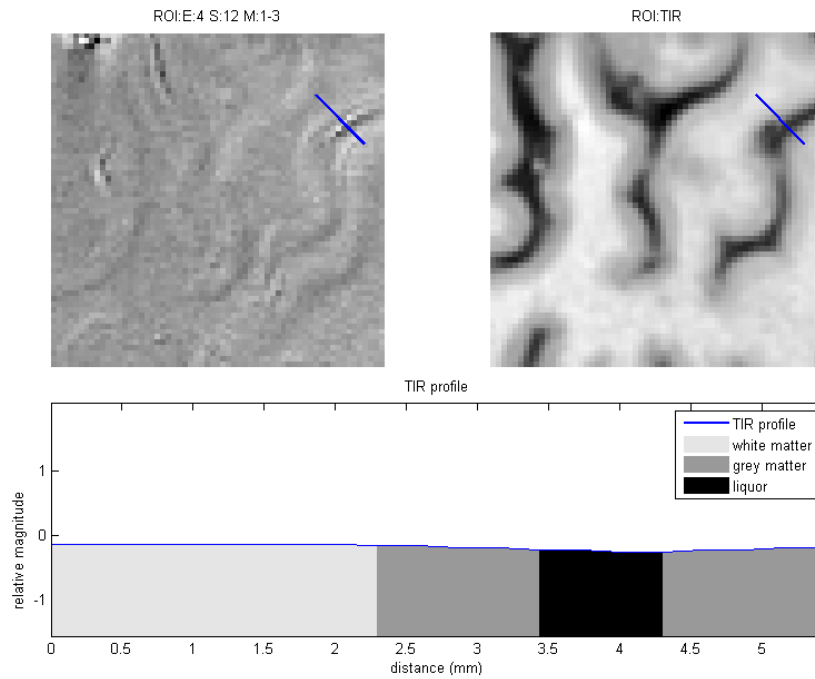 ROI:E:4 S:12 M:1-3
ROI:TIR
TIR profile
TIR profile
white matter
grey matter
liquor
relative magnitude
1
0
-1
0
0.5
1
1.5
2
2.5
3
3.5
4
4.5
5
distance (mm)